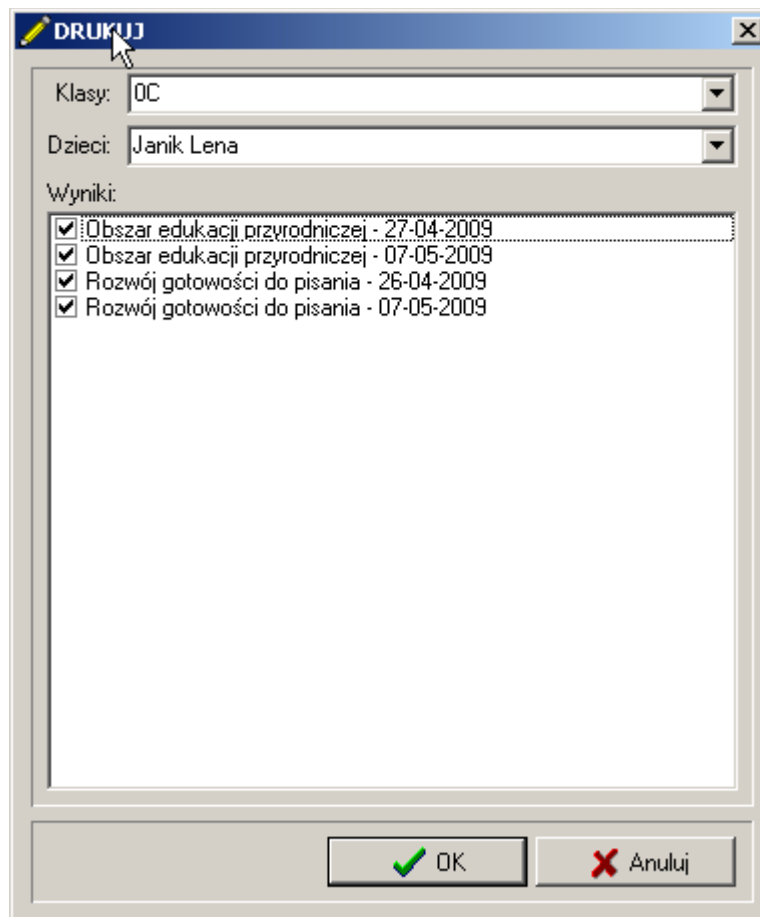 DRUKUJ
Klasy: 0C
Dzieci: Janik Lena
Wyniki:
Obszar edukacji przyrodniczej - 27-04-2009
Obszar edukacji przyrodniczej - 07-05-2009
Rozwój gotowości do pisania - 26-04-2009
Rozwój gotowości do pisania - 07-05-2009
OK Anuluj